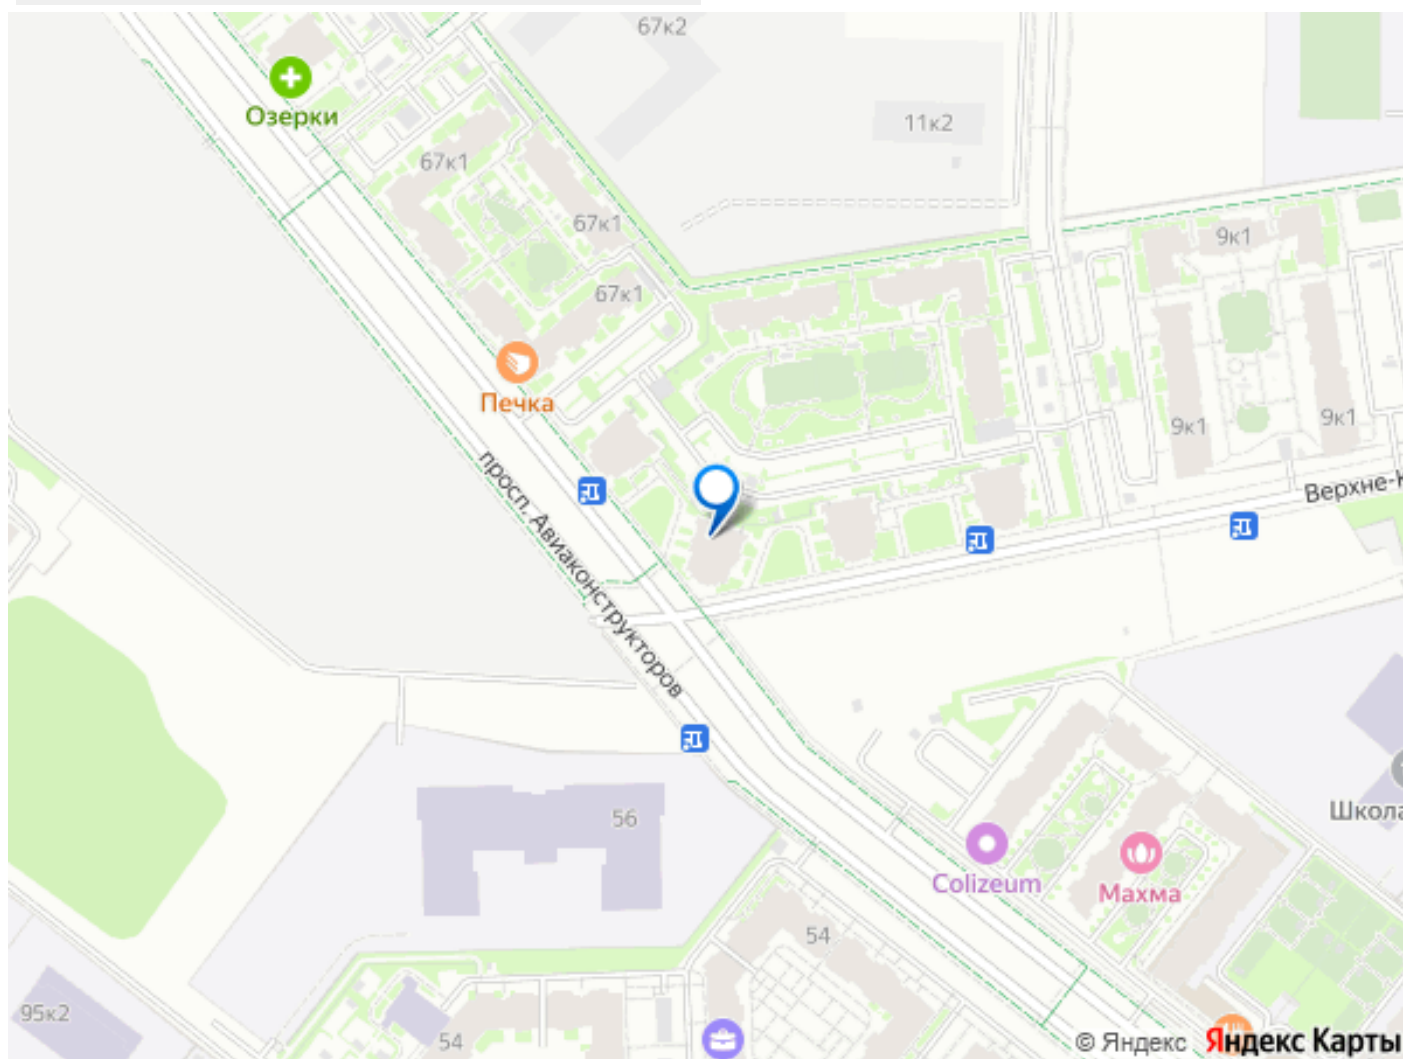 67к2
Озерки
11к2
67к1
67к1
9к1
67к1
Печка
9к1
9к1
просп. Авиаконструкторов
Верхне-К
56
Школа
Colizeum
Махма
54
95к2
54
© Яндекс Яндекс Карты